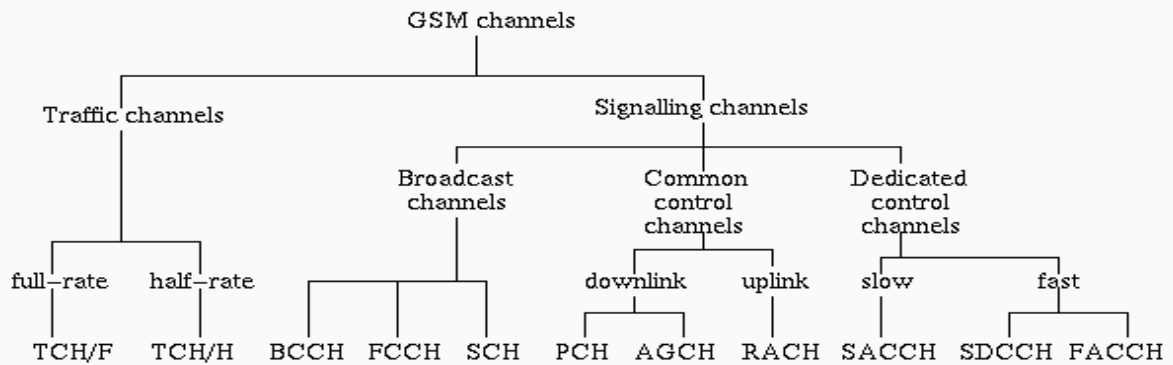 GSM channels
Traffic channels
Signalling channels
Broadcast
channels
Common
control
channels
Dedicated
control
channels
full-rate
half-rate
downlink
uplink
slow
fast
TCH/F
TCH/H
BCCH
FCCH
SCH
PCH
AGCH
RACH
SACCH
SDCCH
FACCH